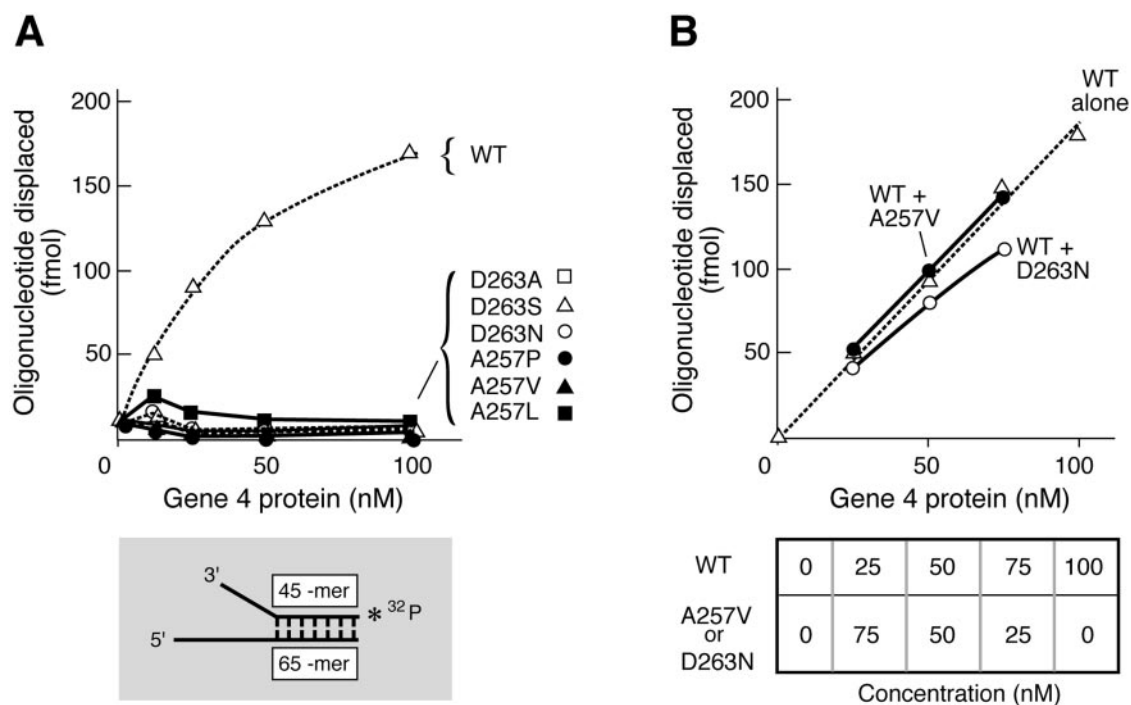 A
Oligonucleotide displaced
(fmol)
200
150
100
50
0
50
100
Gene 4 protein (nM)
WT
D263A
D263S
D263N
A257P
A257V
A257L
3'
45 -mer
* ³²P
5'
65 -mer
B
Oligonucleotide displaced
(fmol)
200
150
100
50
0
50
100
Gene 4 protein (nM)
WT
alone
WT +
A257V
WT +
D263N
WT 0 25 50 75 100
A257V
or
D263N
0 75 50 25 0
Concentration (nM)